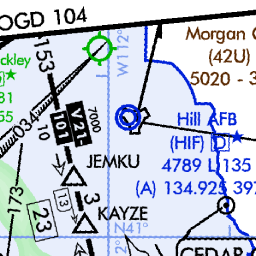 OGD 104
Morgan C
(42U)
5020 - 3
ckley
81
55
153
034
7000
V21-
101
10
W112°
Hill AFB
(HIF) D
4789 L 135
(A) 134.925 397
JEMKU
173
3
13
23
KAYZE
N41°
CEDAR C